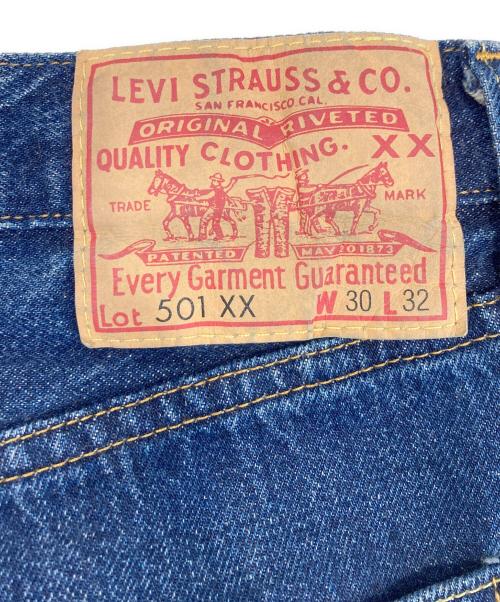 LEVI STRAUSS & CO.
SAN FRANCISCO, CAL.
ORIGINAL RIVETED
QUALITY CLOTHING. XX
TRADE MARK
PATENTED MAY 20 1873
Every Garment Guaranteed
Lot 501 XX W 30 L 32